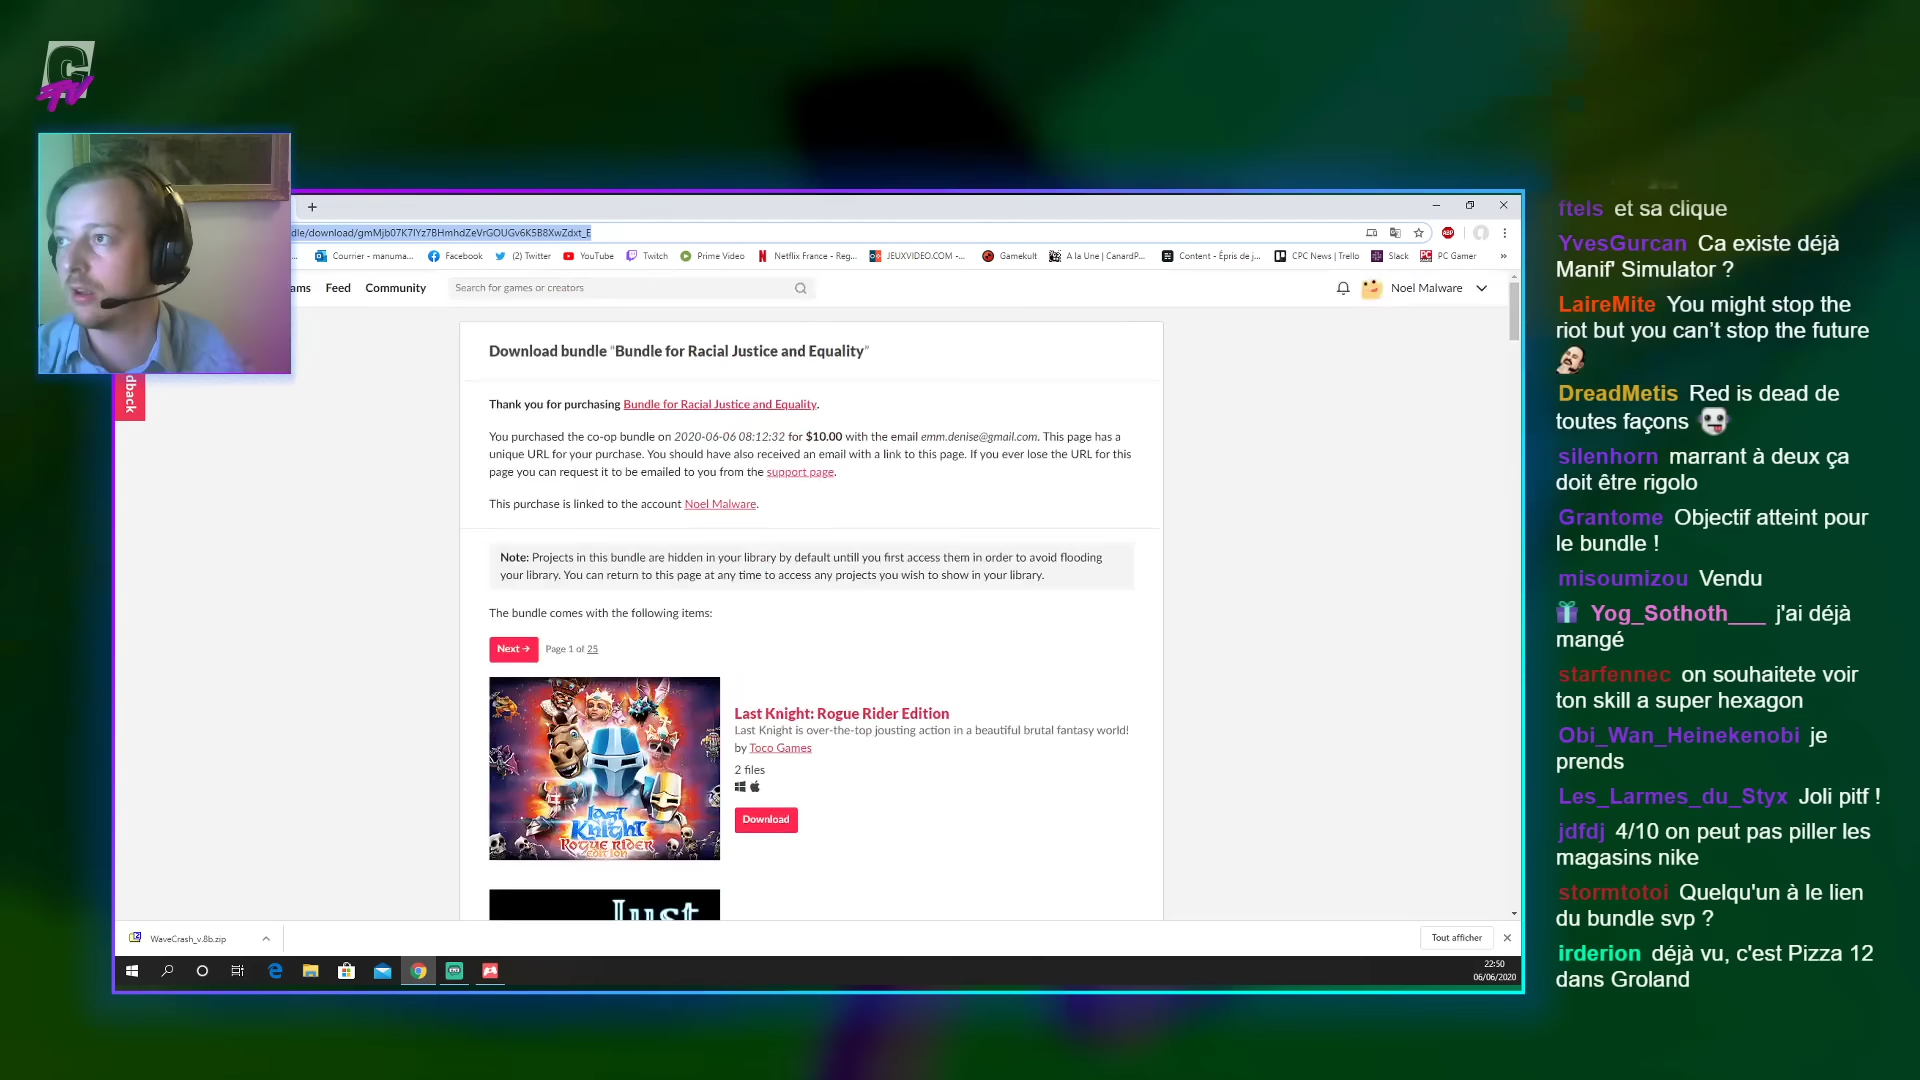 G
TV
dle/download/gmMjb07K7IYz7BHmhdZeVrGOUGv6K5B8XwZdxt_E
ABP
Courrier - manuma... Facebook (2) Twitter YouTube Twitch Prime Video Netflix France - Reg... JEUXVIDEO.COM -... Gamekult A la Une | CanardP... Content - Épris de j... CPC News | Trello Slack PC Gamer »
ams Feed Community Search for games or creators Noel Malware
dback
Download bundle “Bundle for Racial Justice and Equality”
Thank you for purchasing Bundle for Racial Justice and Equality.
You purchased the co-op bundle on 2020-06-06 08:12:32 for $10.00 with the email emm.denise@gmail.com. This page has a
unique URL for your purchase. You should have also received an email with a link to this page. If you ever lose the URL for this
page you can request it to be emailed to you from the support page.
This purchase is linked to the account Noel Malware.
Note: Projects in this bundle are hidden in your library by default untill you first access them in order to avoid flooding
your library. You can return to this page at any time to access any projects you wish to show in your library.
The bundle comes with the following items:
Next → Page 1 of 25
Last Knight
Rogue Rider
Edition
Last Knight: Rogue Rider Edition
Last Knight is over-the-top jousting action in a beautiful brutal fantasy world!
by Toco Games
2 files
Download
Just
WaveCrash_v.8b.zip
Tout afficher
22:50
06/06/2020
ftels et sa clique
YvesGurcan Ca existe déjà
Manif' Simulator ?
LaireMite You might stop the
riot but you can’t stop the future
DreadMetis Red is dead de
toutes façons
silenhorn marrant à deux ça
doit être rigolo
Grantome Objectif atteint pour
le bundle !
misoumizou Vendu
Yog_Sothoth___ j'ai déjà
mangé
starfennec on souhaitete voir
ton skill a super hexagon
Obi_Wan_Heinekenobi je
prends
Les_Larmes_du_Styx Joli pitf !
jdfdj 4/10 on peut pas piller les
magasins nike
stormtotoi Quelqu'un à le lien
du bundle svp ?
irderion déjà vu, c'est Pizza 12
dans Groland